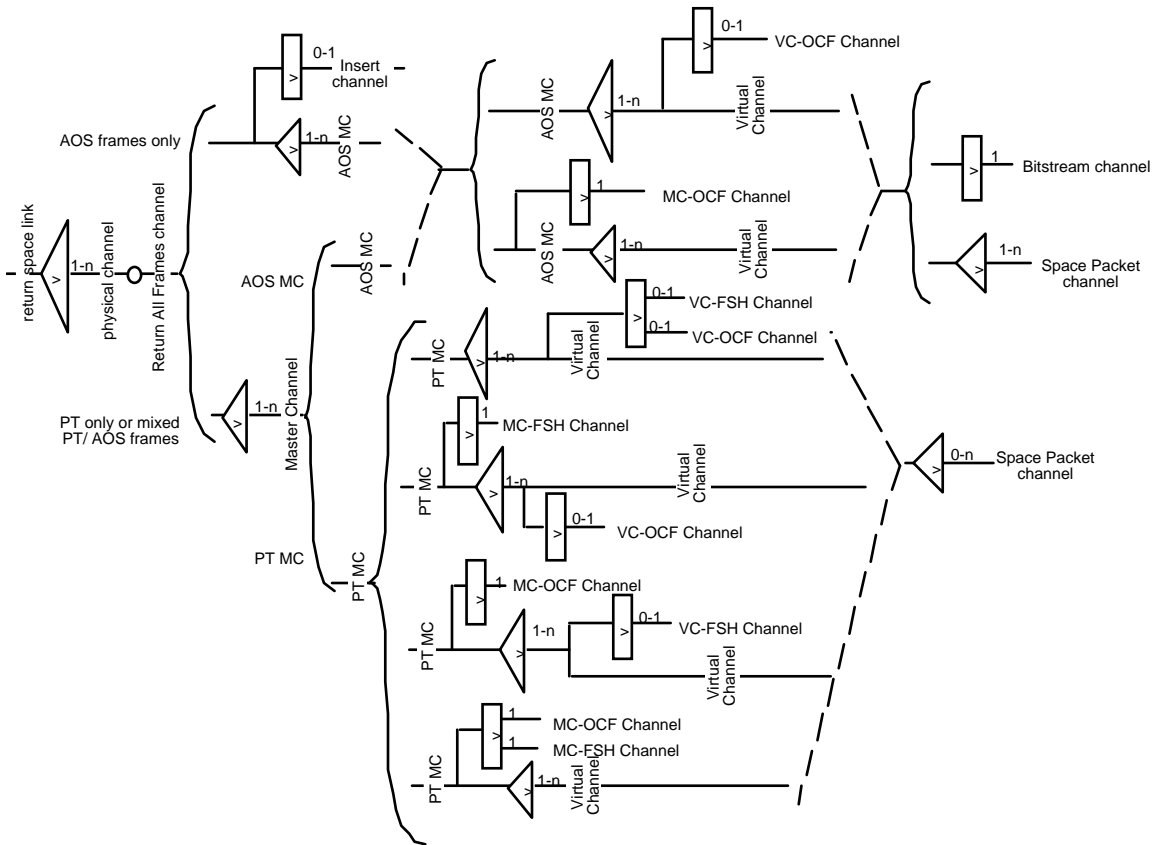 0-1
VC-OCF Channel
>
0-1
Insert
channel
>
AOS frames only
1-n
AOS MC
>
AOS MC
1-n
Virtual
Channel
>
1
Bitstream channel
>
1
MC-OCF Channel
>
AOS MC
1-n
Virtual
Channel
>
1-n
Space Packet
channel
>
return space link
1-n
>
physical channel
Return All Frames channel
AOS MC
AOS MC
0-1
VC-FSH Channel
0-1
VC-OCF Channel
>
PT MC
1-n
Virtual
Channel
>
PT only or mixed
PT/ AOS frames
1-n
Master Channel
>
1
MC-FSH Channel
>
PT MC
1-n
Virtual
Channel
>
0-1
VC-OCF Channel
>
0-n
Space Packet
channel
>
PT MC
PT MC
1
MC-OCF Channel
>
PT MC
1-n
>
0-1
VC-FSH Channel
>
Virtual
Channel
1
MC-OCF Channel
1
MC-FSH Channel
>
PT MC
1-n
Virtual
Channel
>